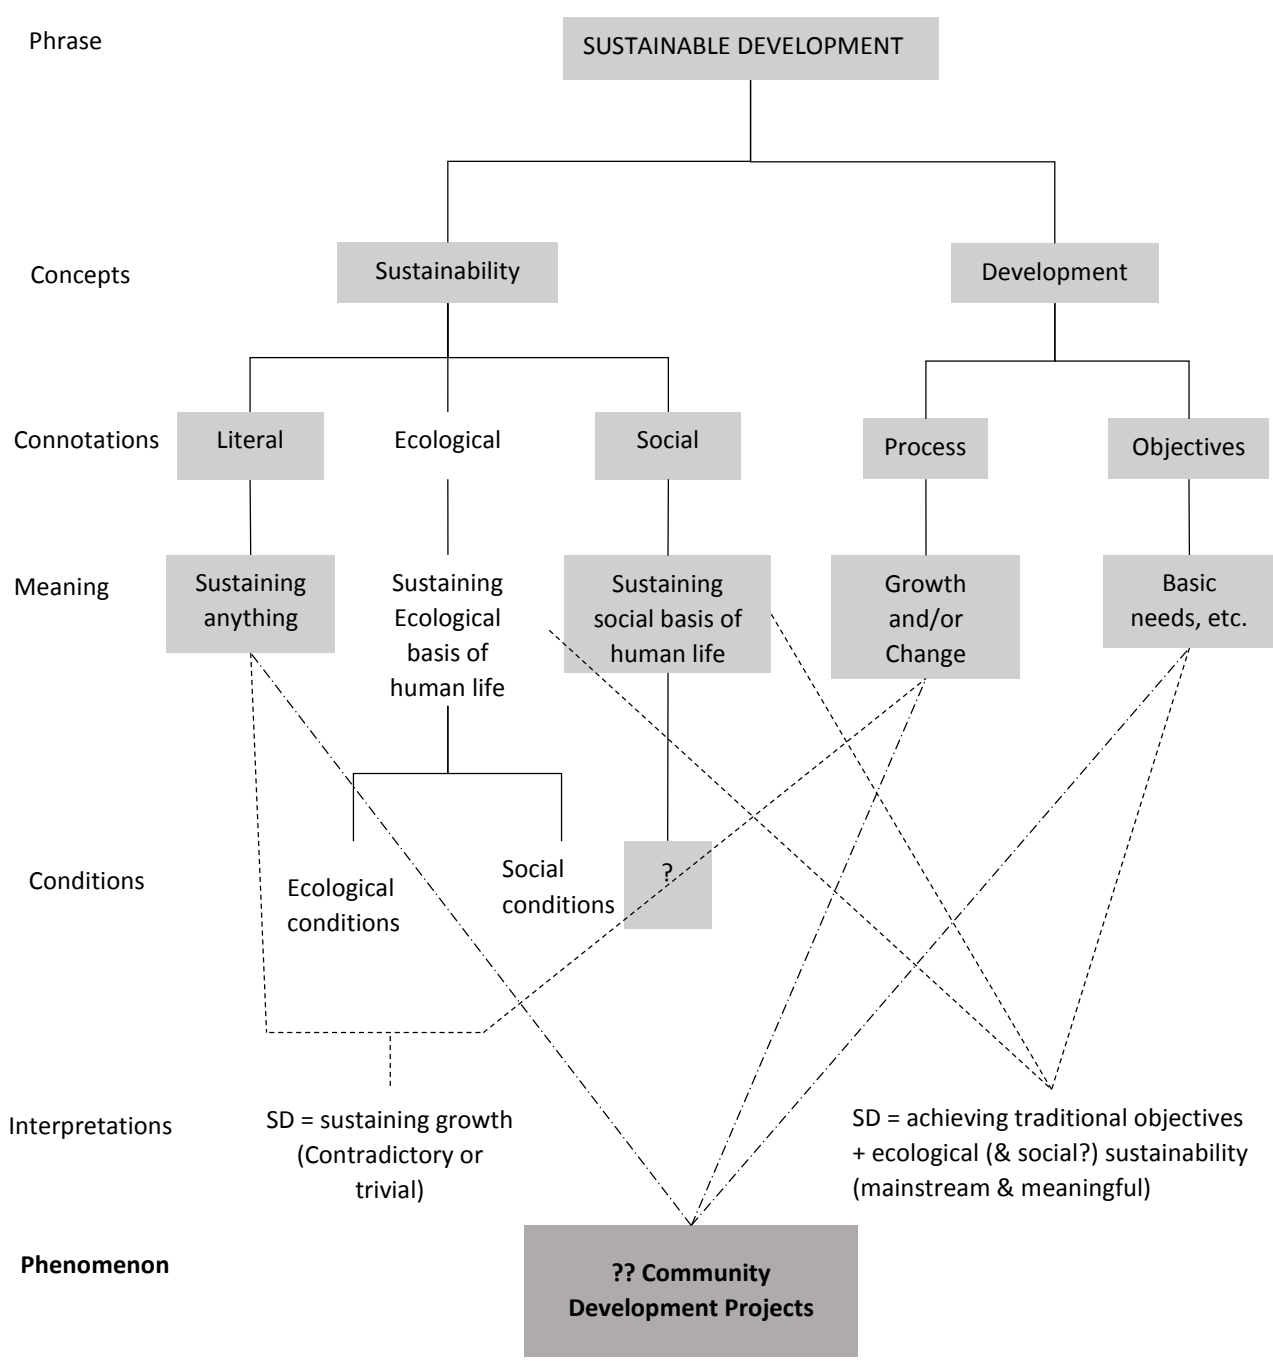 Phrase
SUSTAINABLE DEVELOPMENT
Concepts
Sustainability
Development
Connotations
Literal
Ecological
Social
Process
Objectives
Meaning
Sustaining
anything
Sustaining
Ecological
basis of
human life
Sustaining
social basis of
human life
Growth
and/or
Change
Basic
needs, etc.
Conditions
Ecological
conditions
Social
conditions
?
Interpretations
SD = sustaining growth
(Contradictory or
trivial)
SD = achieving traditional objectives
+ ecological (& social?) sustainability
(mainstream & meaningful)
Phenomenon
?? Community
Development Projects